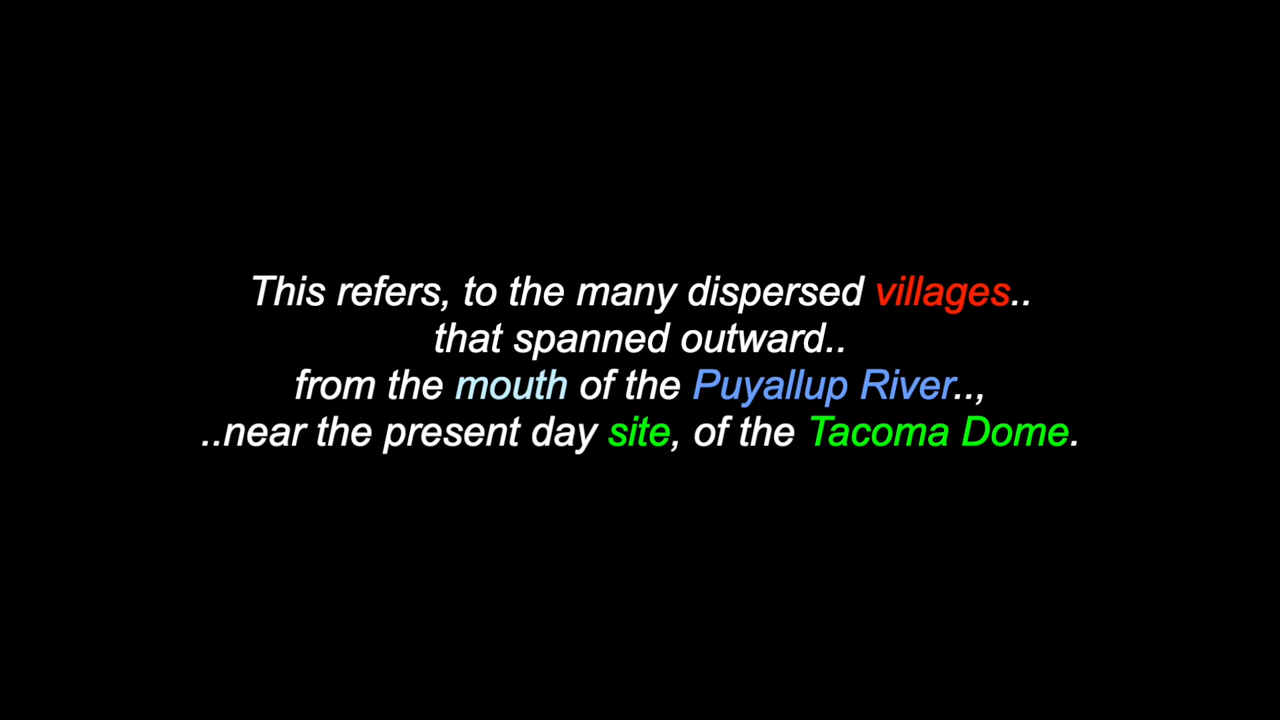 This refers, to the many dispersed villages..
that spanned outward..
from the mouth of the Puyallup River..,
..near the present day site, of the Tacoma Dome.